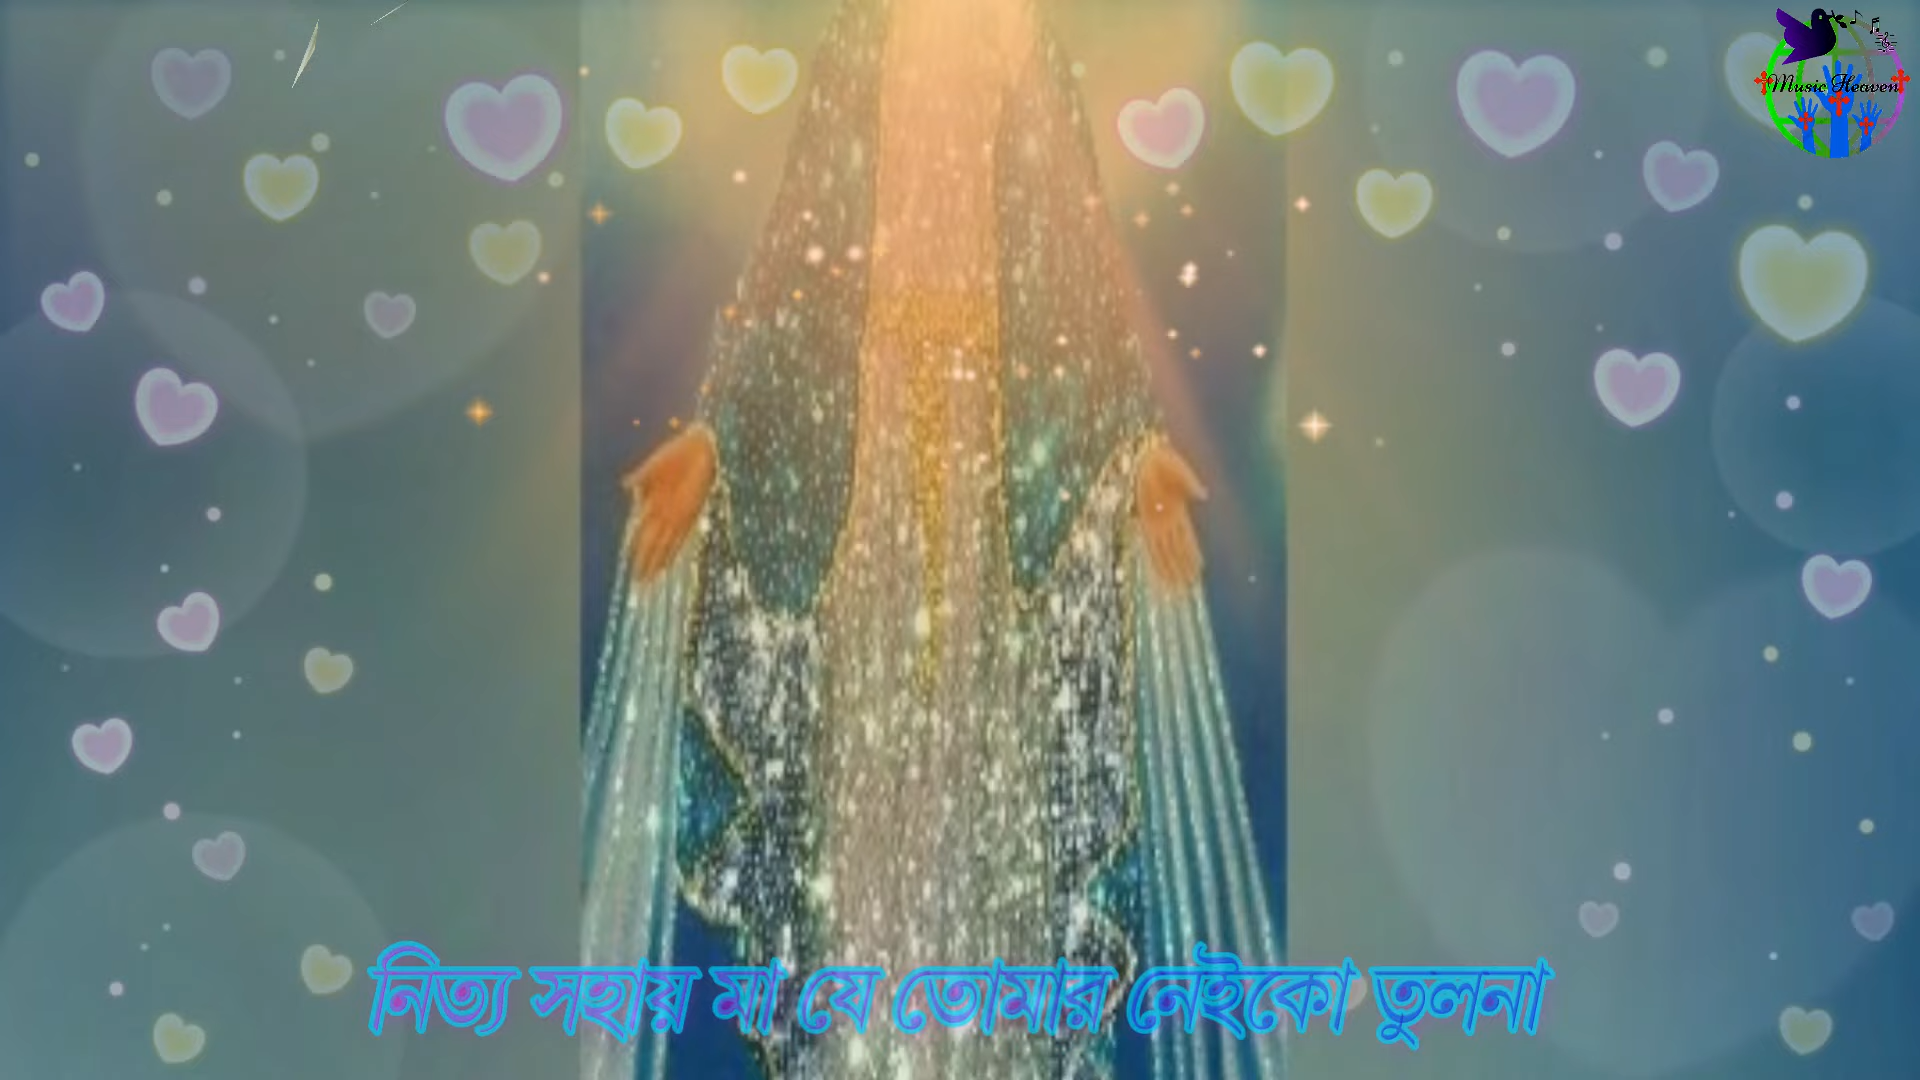 Music Heaven
নিত্য সহায় মা যে তোমার নেইকো তুলনা